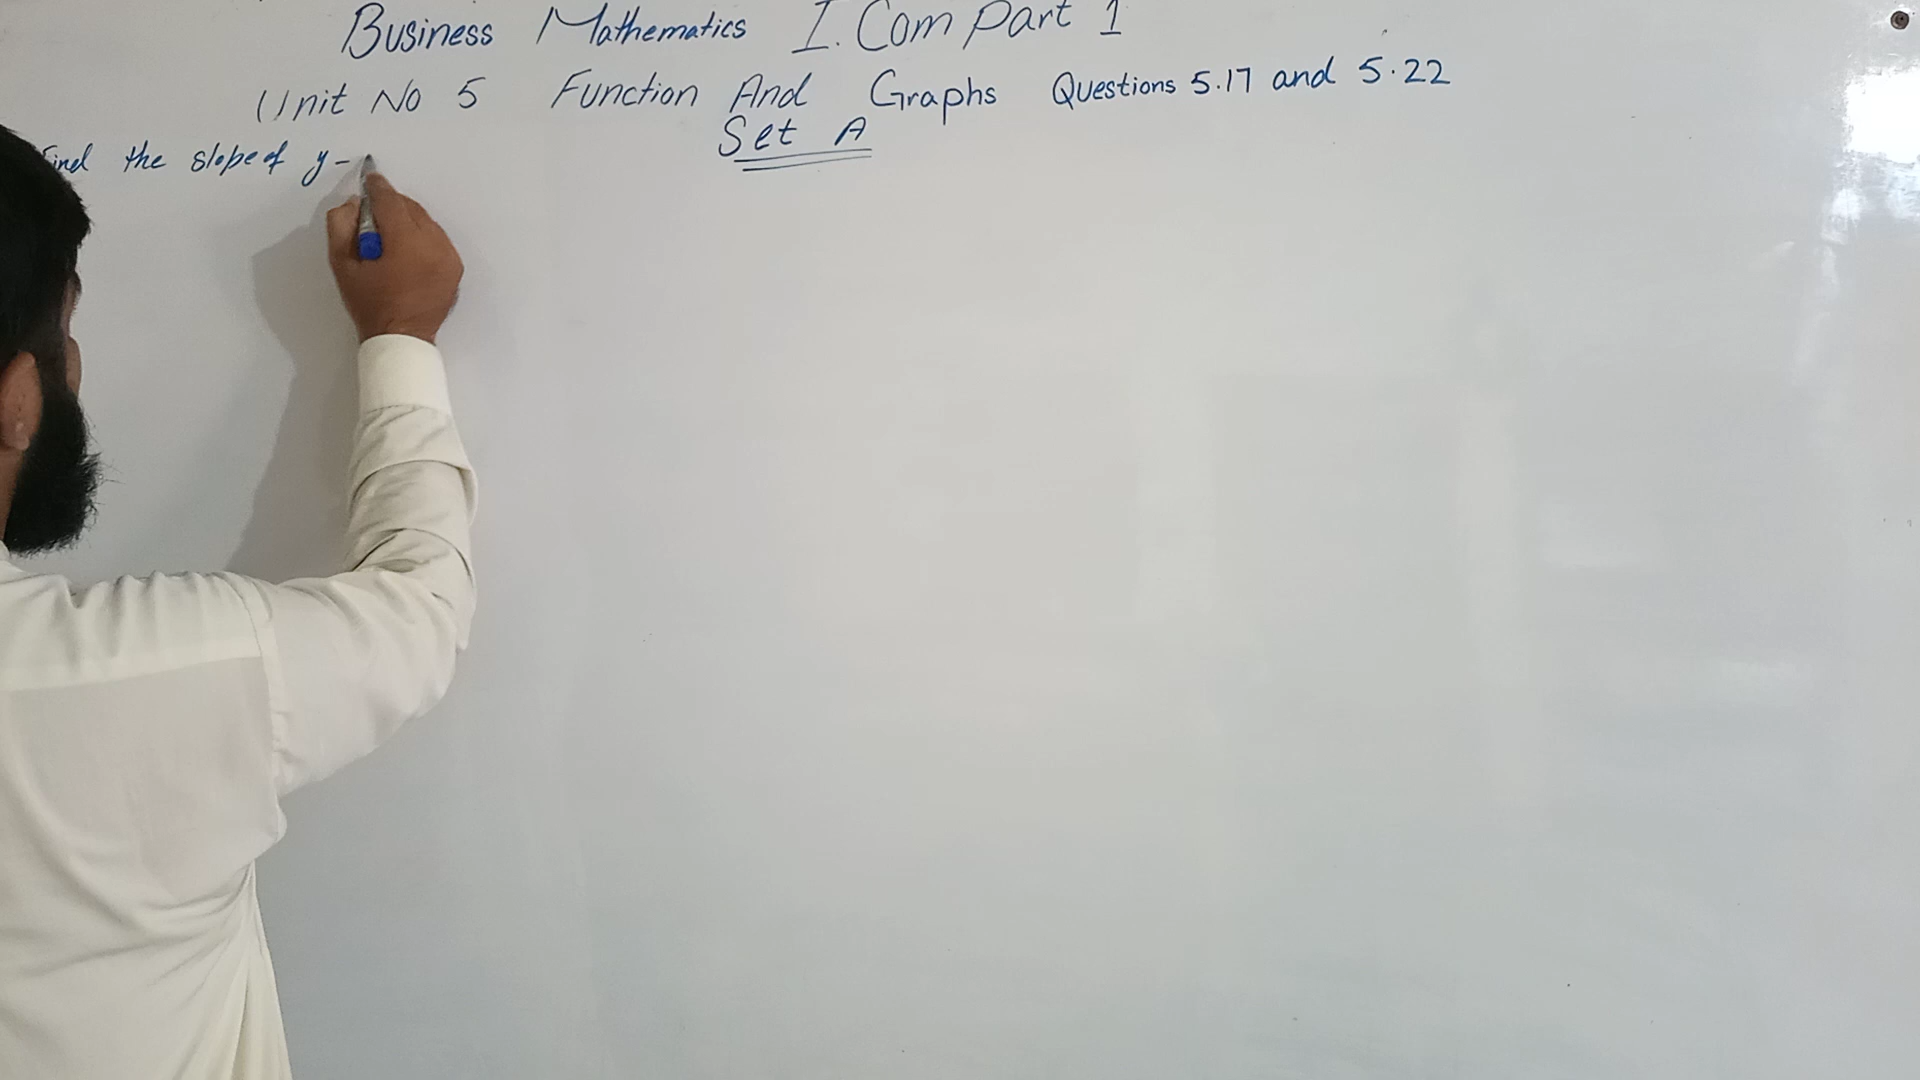 Business Mathematics I. Com Part 1
Unit No 5 Function And Graphs Questions 5.17 and 5.22
Set A
Find the slope of y-